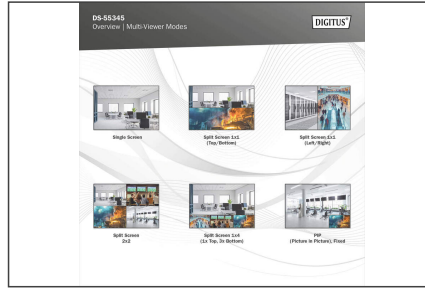 DS-55345
Overview | Multi-Viewer Modes
DIGITUS®
Single Screen
Split Screen 1x1
(Top/Bottom)
Split Screen 1x1
(Left/Right)
Split Screen
2x2
Split Screen 1x4
(1x Top, 3x Bottom)
PIP
(Picture in Picture), Fixed